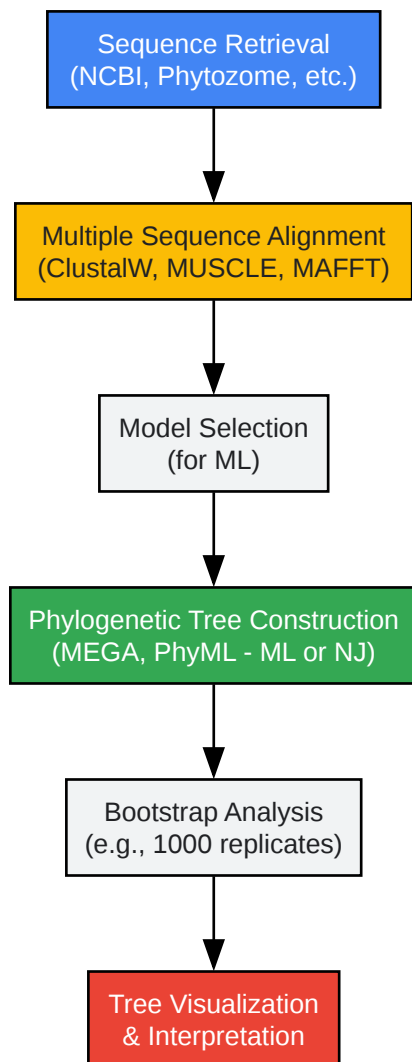 Sequence Retrieval
(NCBI, Phytozome, etc.)
Multiple Sequence Alignment
(ClustalW, MUSCLE, MAFFT)
Model Selection
(for ML)
Phylogenetic Tree Construction
(MEGA, PhyML - ML or NJ)
Bootstrap Analysis
(e.g., 1000 replicates)
Tree Visualization
& Interpretation